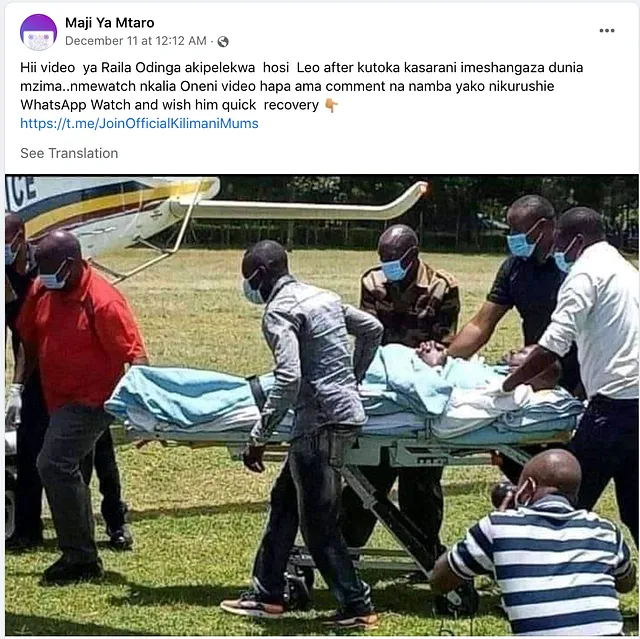 Maji Ya Mtaro
December 11 at 12:12 AM ·
Hii video ya Raila Odinga akipelekwa hosi Leo after kutoka kasarani imeshangaza dunia
mzima..nmewatch nkalia Oneni video hapa ama comment na namba yako nikurushie
WhatsApp Watch and wish him quick recovery 👇🏽
https://t.me/JoinOfficialKilimaniMums
See Translation
ICE